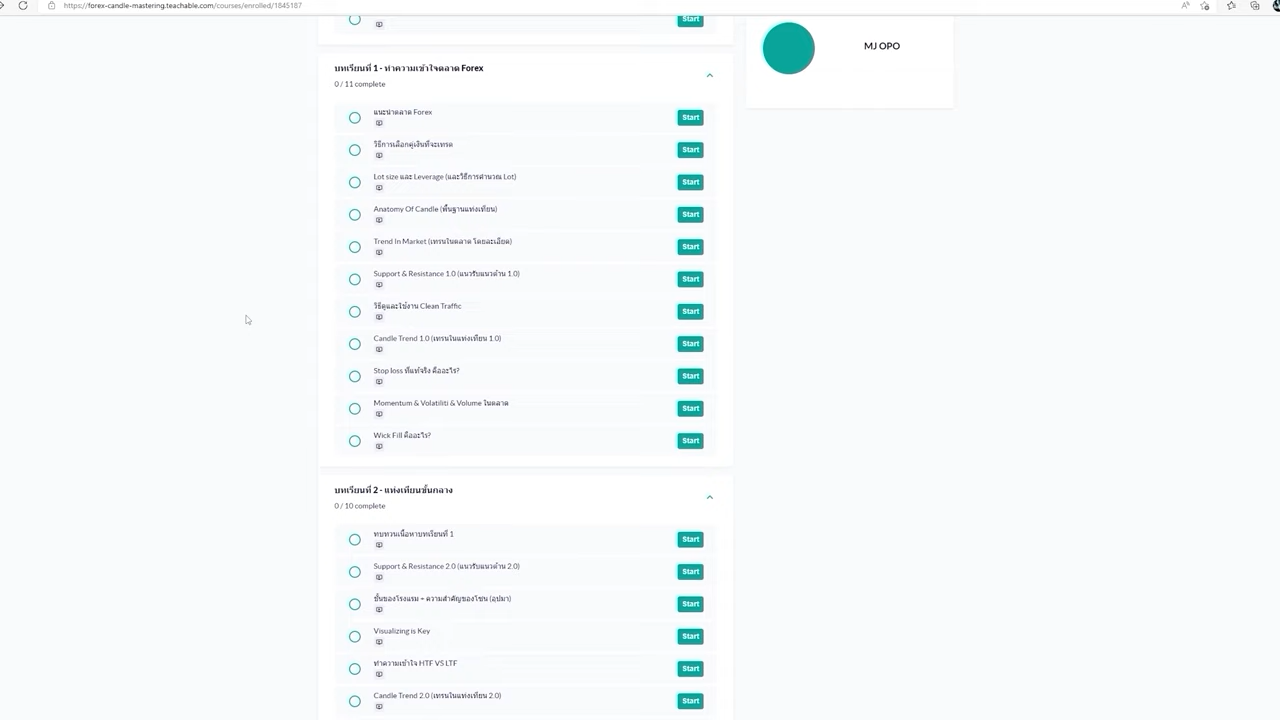 https://forex-candle-mastering.teachable.com/courses/enrolled/1845187
Start
MJ OPO
บทเรียนที่ 1 - ทำความเข้าใจตลาด Forex
0 / 11 complete
แนะนำตลาด Forex
Start
วิธีการเลือกคู่เงินที่จะเทรด
Start
Lot size และ Leverage (และวิธีการคำนวณ Lot)
Start
Anatomy Of Candle (พื้นฐานแท่งเทียน)
Start
Trend In Market (เทรนในตลาด โดยละเอียด)
Start
Support & Resistance 1.0 (แนวรับแนวต้าน 1.0)
Start
วิธีดูและใช้งาน Clean Traffic
Start
Candle Trend 1.0 (เทรนในแท่งเทียน 1.0)
Start
Stop loss ที่แท้จริง คืออะไร?
Start
Momentum & Volatiliti & Volume ในตลาด
Start
Wick Fill คืออะไร?
Start
บทเรียนที่ 2 - แท่งเทียนขั้นกลาง
0 / 10 complete
ทบทวนเนื้อหาบทเรียนที่ 1
Start
Support & Resistance 2.0 (แนวรับแนวต้าน 2.0)
Start
ชั้นของโรงแรม - ความสำคัญของโซน (อุปมา)
Start
Visualizing is Key
Start
ทำความเข้าใจ HTF VS LTF
Start
Candle Trend 2.0 (เทรนในแท่งเทียน 2.0)
Start